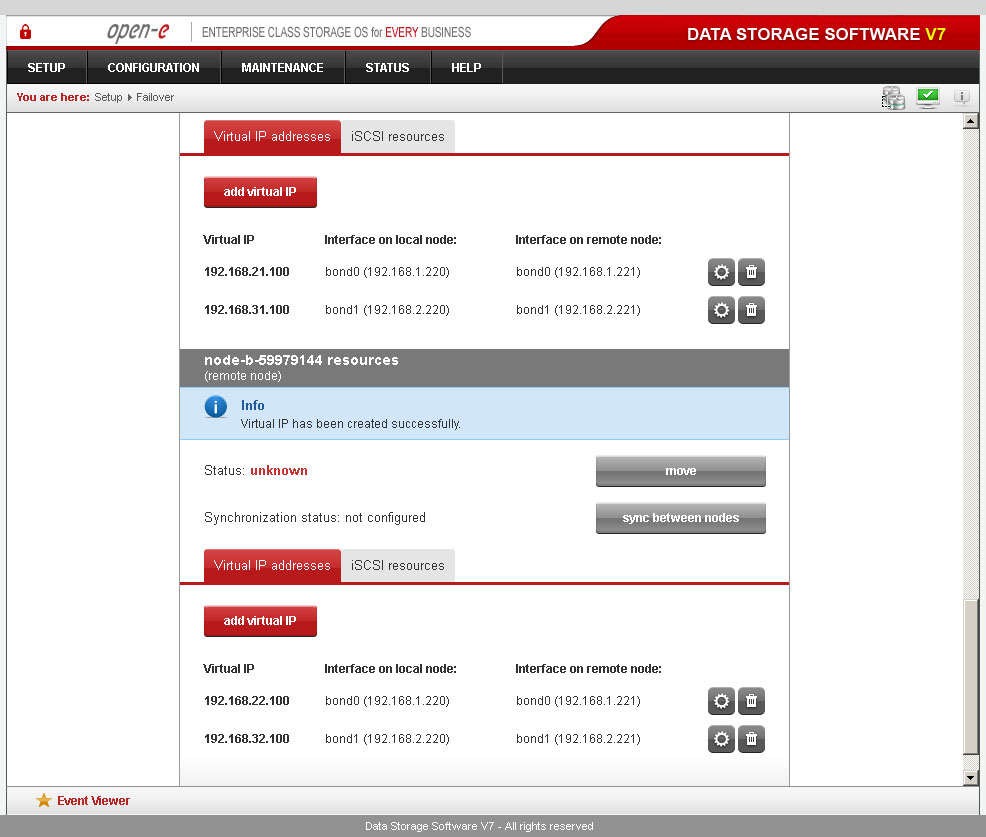 open-e ENTERPRISE CLASS STORAGE OS for EVERY BUSINESS DATA STORAGE SOFTWARE V7
SETUP CONFIGURATION MAINTENANCE STATUS HELP
You are here: Setup Failover
Virtual IP addresses iSCSI resources
add virtual IP
Virtual IP Interface on local node: Interface on remote node:
192.168.21.100 bond0 (192.168.1.220) bond0 (192.168.1.221)
192.168.31.100 bond1 (192.168.2.220) bond1 (192.168.2.221)
node-b-59979144 resources
(remote node)
Info
Virtual IP has been created successfully.
Status: unknown move
Synchronization status: not configured sync between nodes
Virtual IP addresses iSCSI resources
add virtual IP
Virtual IP Interface on local node: Interface on remote node:
192.168.22.100 bond0 (192.168.1.220) bond0 (192.168.1.221)
192.168.32.100 bond1 (192.168.2.220) bond1 (192.168.2.221)
Event Viewer
Data Storage Software V7 - All rights reserved